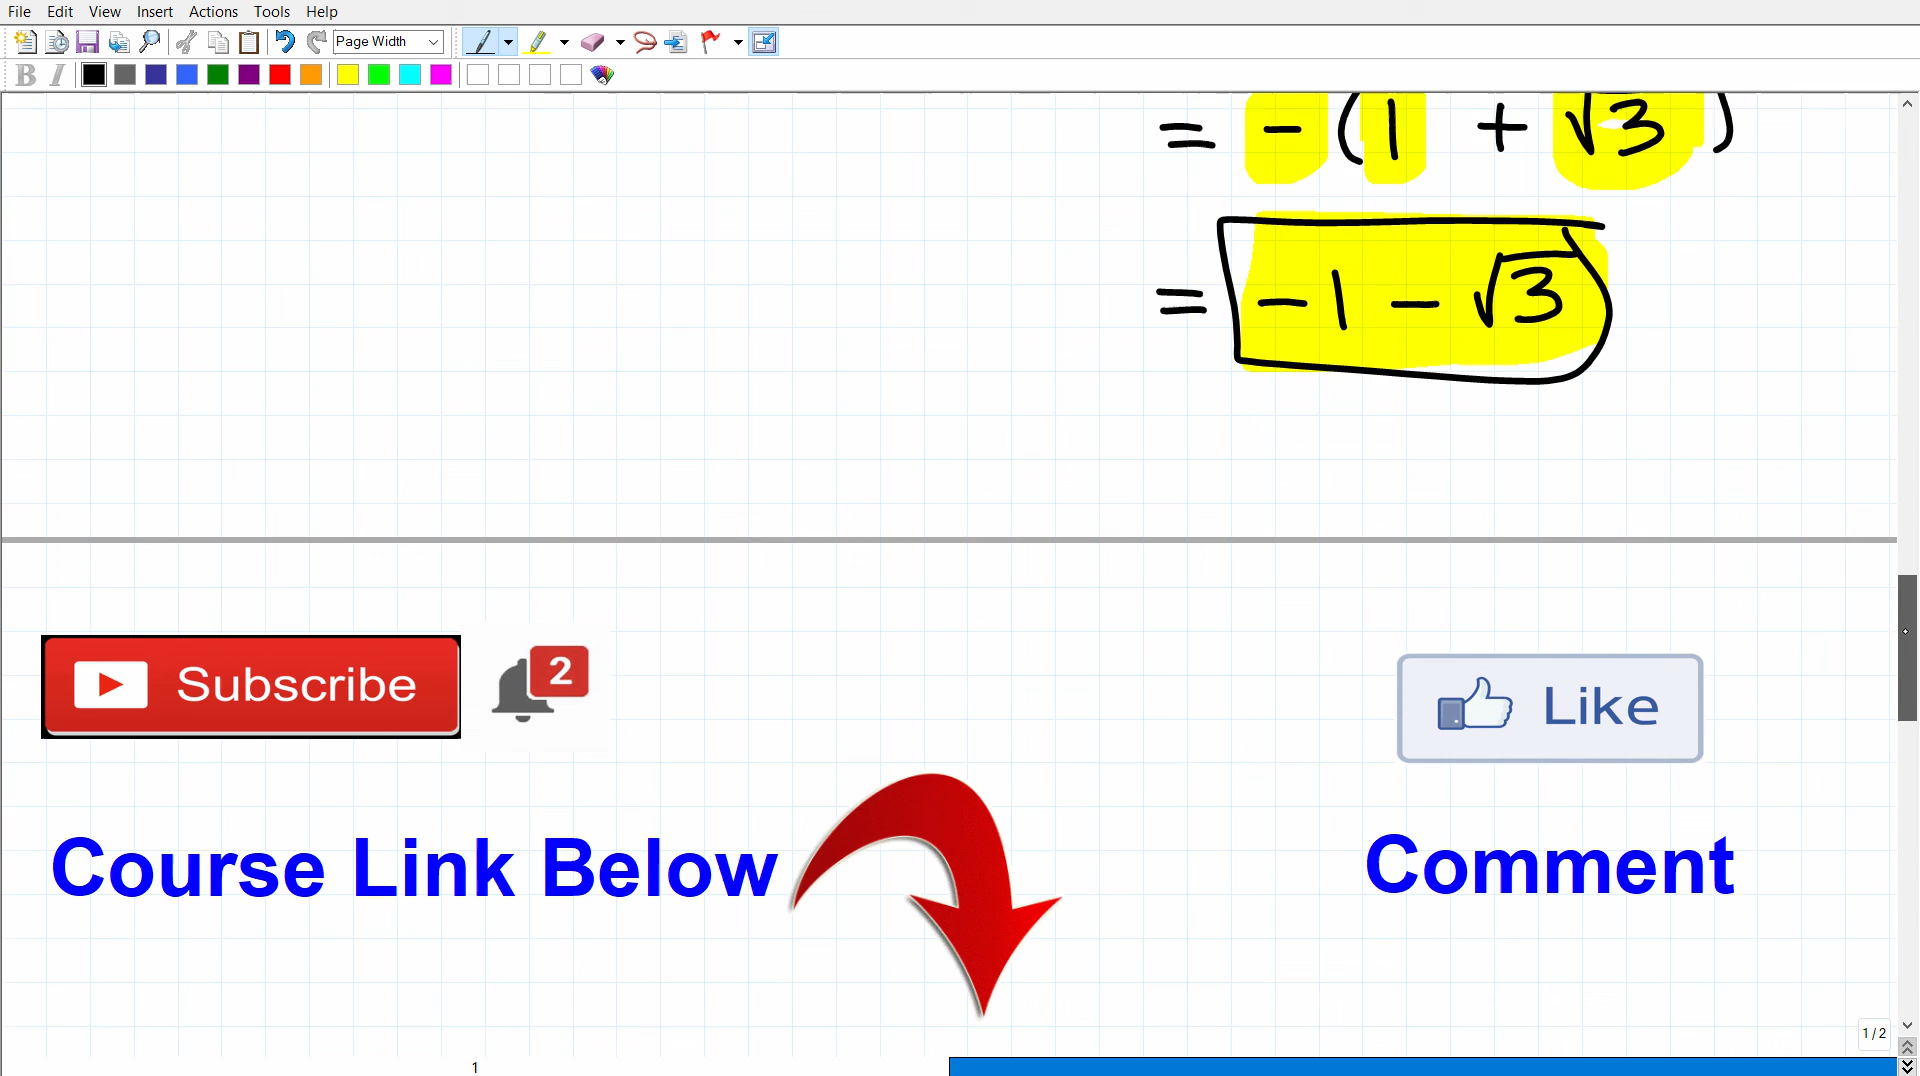 File Edit View Insert Actions Tools Help
Page Width
B I
= - (1 + √3)
= -1 - √3
Subscribe 2
Like
Course Link Below
Comment
1 / 2
1